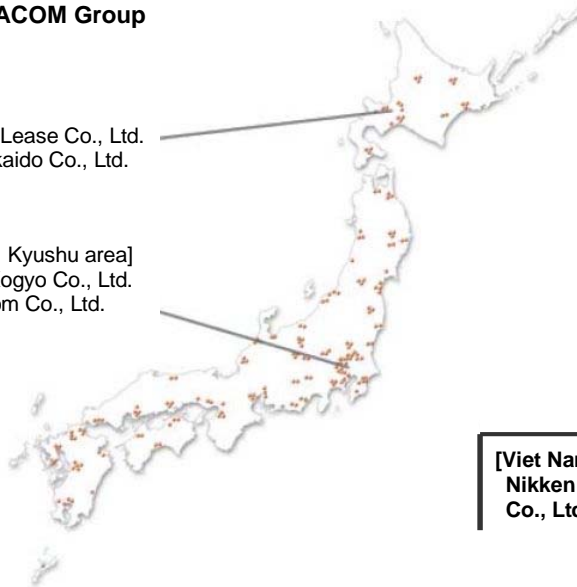 ACOM Group
Lease Co., Ltd.
kaido Co., Ltd.
Kyushu area]
ogyo Co., Ltd.
om Co., Ltd.
[Viet Nar
Nikken
Co., Ltd